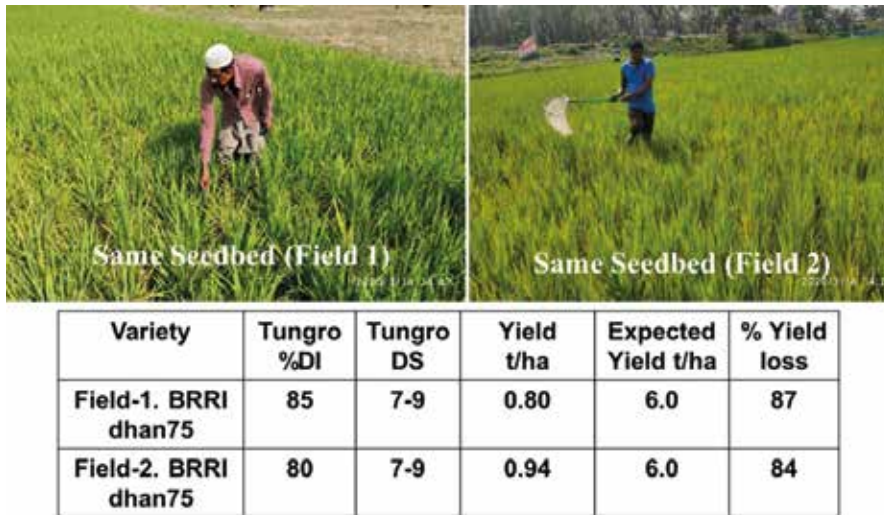 Same Seedbed (Field 1)
Same Seedbed (Field 2)
Variety
Tungro
%DI
Tungro
DS
Yield
t/ha
Expected
Yield t/ha
% Yield
loss
Field-1. BRRI
dhan75
85
7-9
0.80
6.0
87
Field-2. BRRI
dhan75
80
7-9
0.94
6.0
84